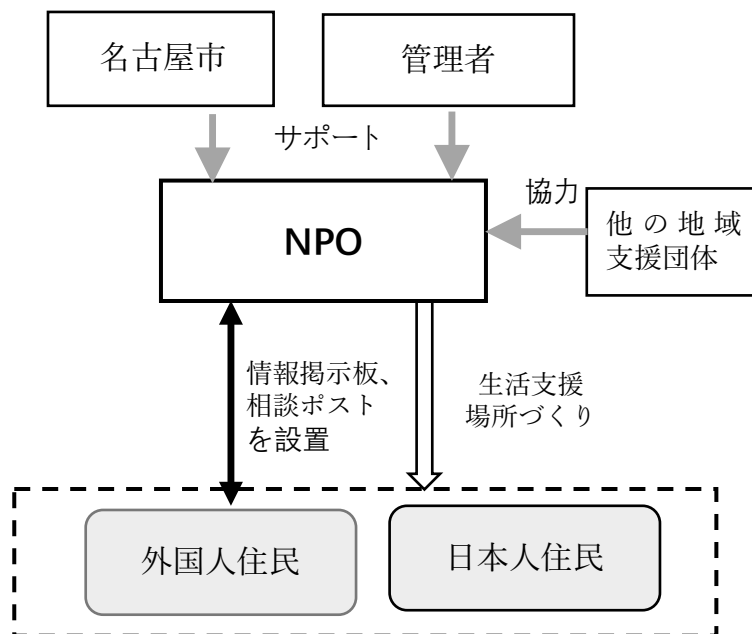 名古屋市
管理者
サポート
NPO
協力
他の地域
支援団体
情報掲示板、
相談ポスト
を設置
生活支援
場所づくり
外国人住民
日本人住民